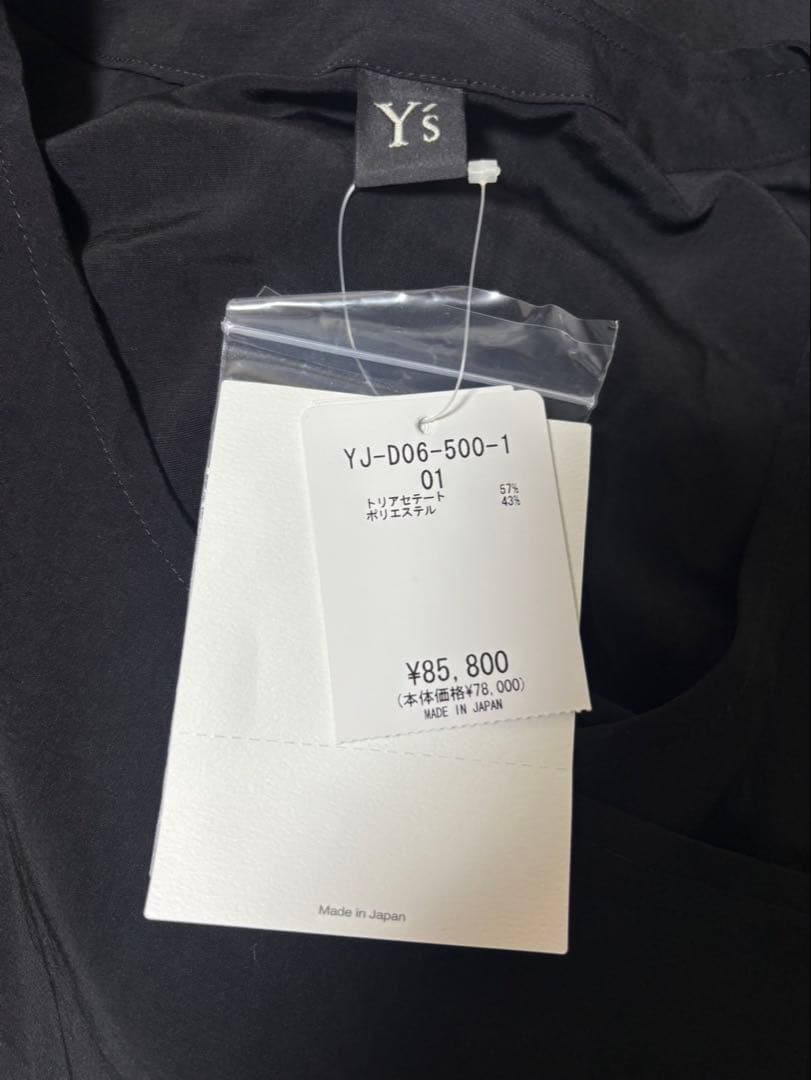 Y's
YJ-D06-500-1
01
トリアセテート 57%
ポリエステル 43%
¥85,800
(本体価格¥78,000)
MADE IN JAPAN
Made in Japan